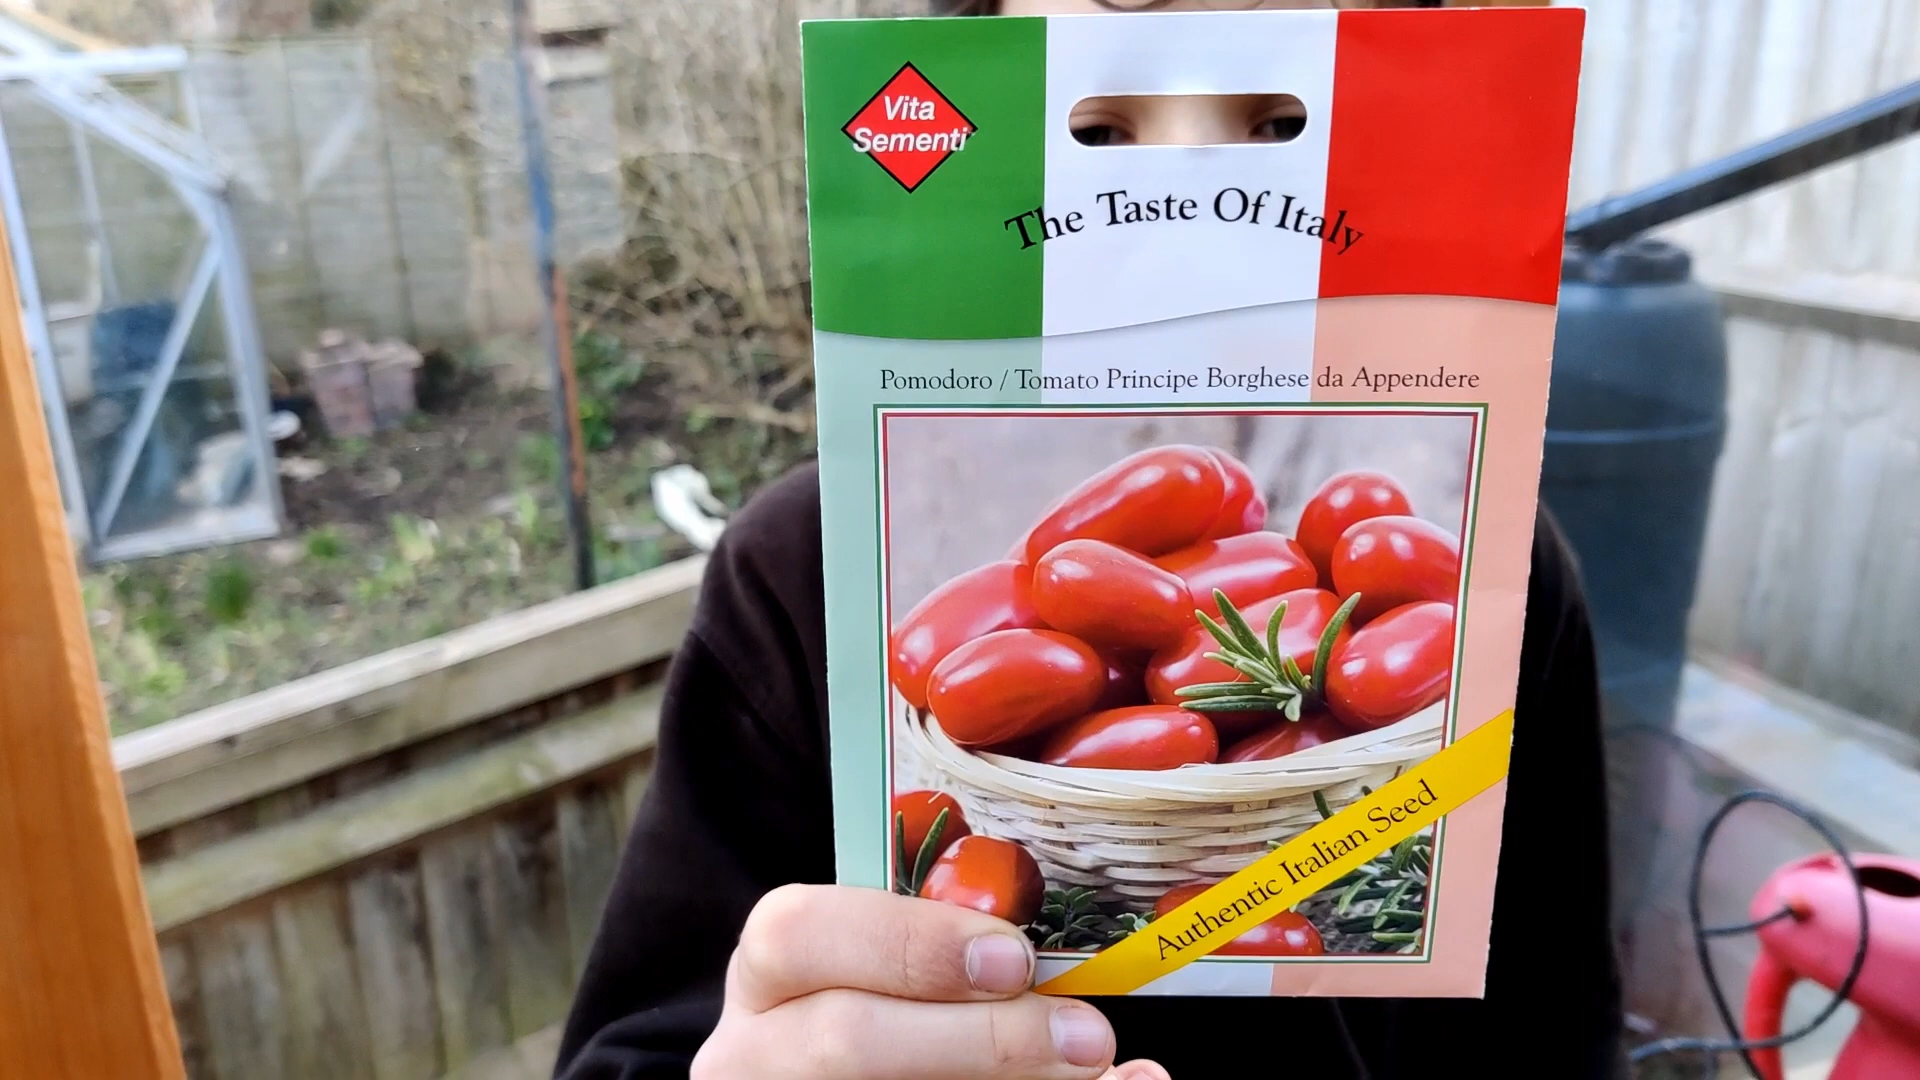 Vita
Sementi
The Taste Of Italy
Pomodoro / Tomato Principe Borghese da Appendere
Authentic Italian Seed